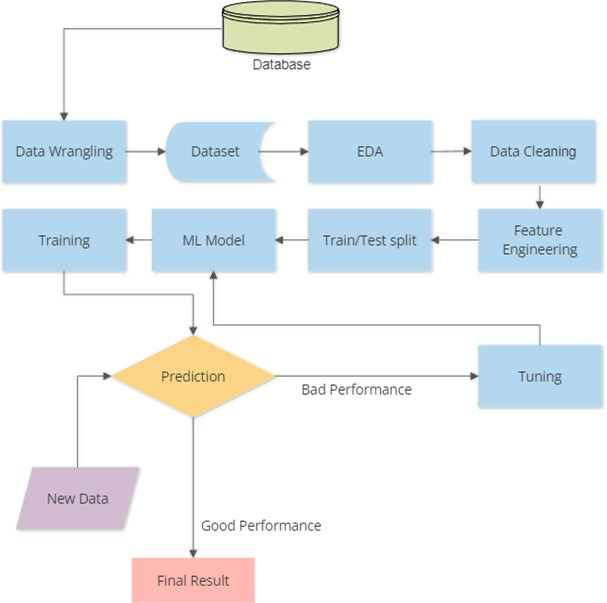 Database
Data Wrangling
Dataset
EDA
Data Cleaning
Training
ML Model
Train/Test split
Feature
Engineering
Prediction
Bad Performance
Tuning
New Data
Good Performance
Final Result